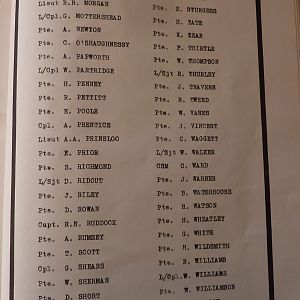 Lieut R.H. MORGAN
L/Cpl. G. MOTTERSHEAD
Pte. A. NEWTON
Pte. C. O'SHAUGHNESSY
Pte. A. PAPWORTH
L/Cpl W. PARTRIDGE
Pte. H. PENNEY
Pte. R. PETTITT
Pte. E. POOLE
Cpl. A. PRENTICE
Lieut A.A. PRINSLOO
Pte. E. PRIOR
Pte. S. RICHMOND
L/Sjt D. RIDOUT
Pte. J. RILEY
Pte. D. ROWAN
Capt. R.N. RUDDOCK
Pte. A. RUMSEY
Pte. T. SCOTT
Cpl. G. SHEARS
Pte. W. SHERMAN
Pte. D. SHORT
Pte. E. STURGESS
Pte. H. TATE
Pte. K. TEAR
Pte. P. THIRTLE
Pte. W. THOMPSON
L/Sjt R. THURLEY
Pte. J. TRAVERS
Pte. R. TWEED
Pte. W. VANES
Pte. J. VINCENT
Pte. C. WAGGETT
L/Sjt W. WALKER
CSM C. WARD
Pte. J. WARNER
Pte. B. WATERHOUSE
Pte. R. WATSON
Pte. H. WHEATLEY
Pte. G. WHITE
Pte. H. WILDSMITH
Pte. R. WILLIAMS
L/Cpl. W. WILLIAMS
Pte. W. WILLIAMSON